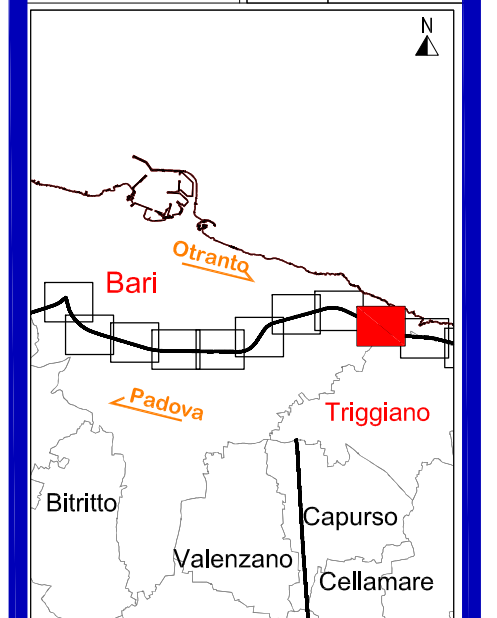 N
Otranto
Bari
Padova
Triggiano
Bitritto
Capurso
Valenzano
Cellamare